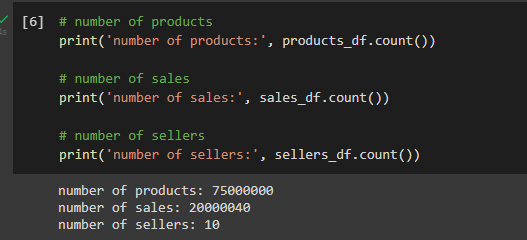 [6] # number of products
print('number of products:', products_df.count())
# number of sales
print('number of sales:', sales_df.count())
# number of sellers
print('number of sellers:', sellers_df.count())
number of products: 75000000
number of sales: 20000040
number of sellers: 10